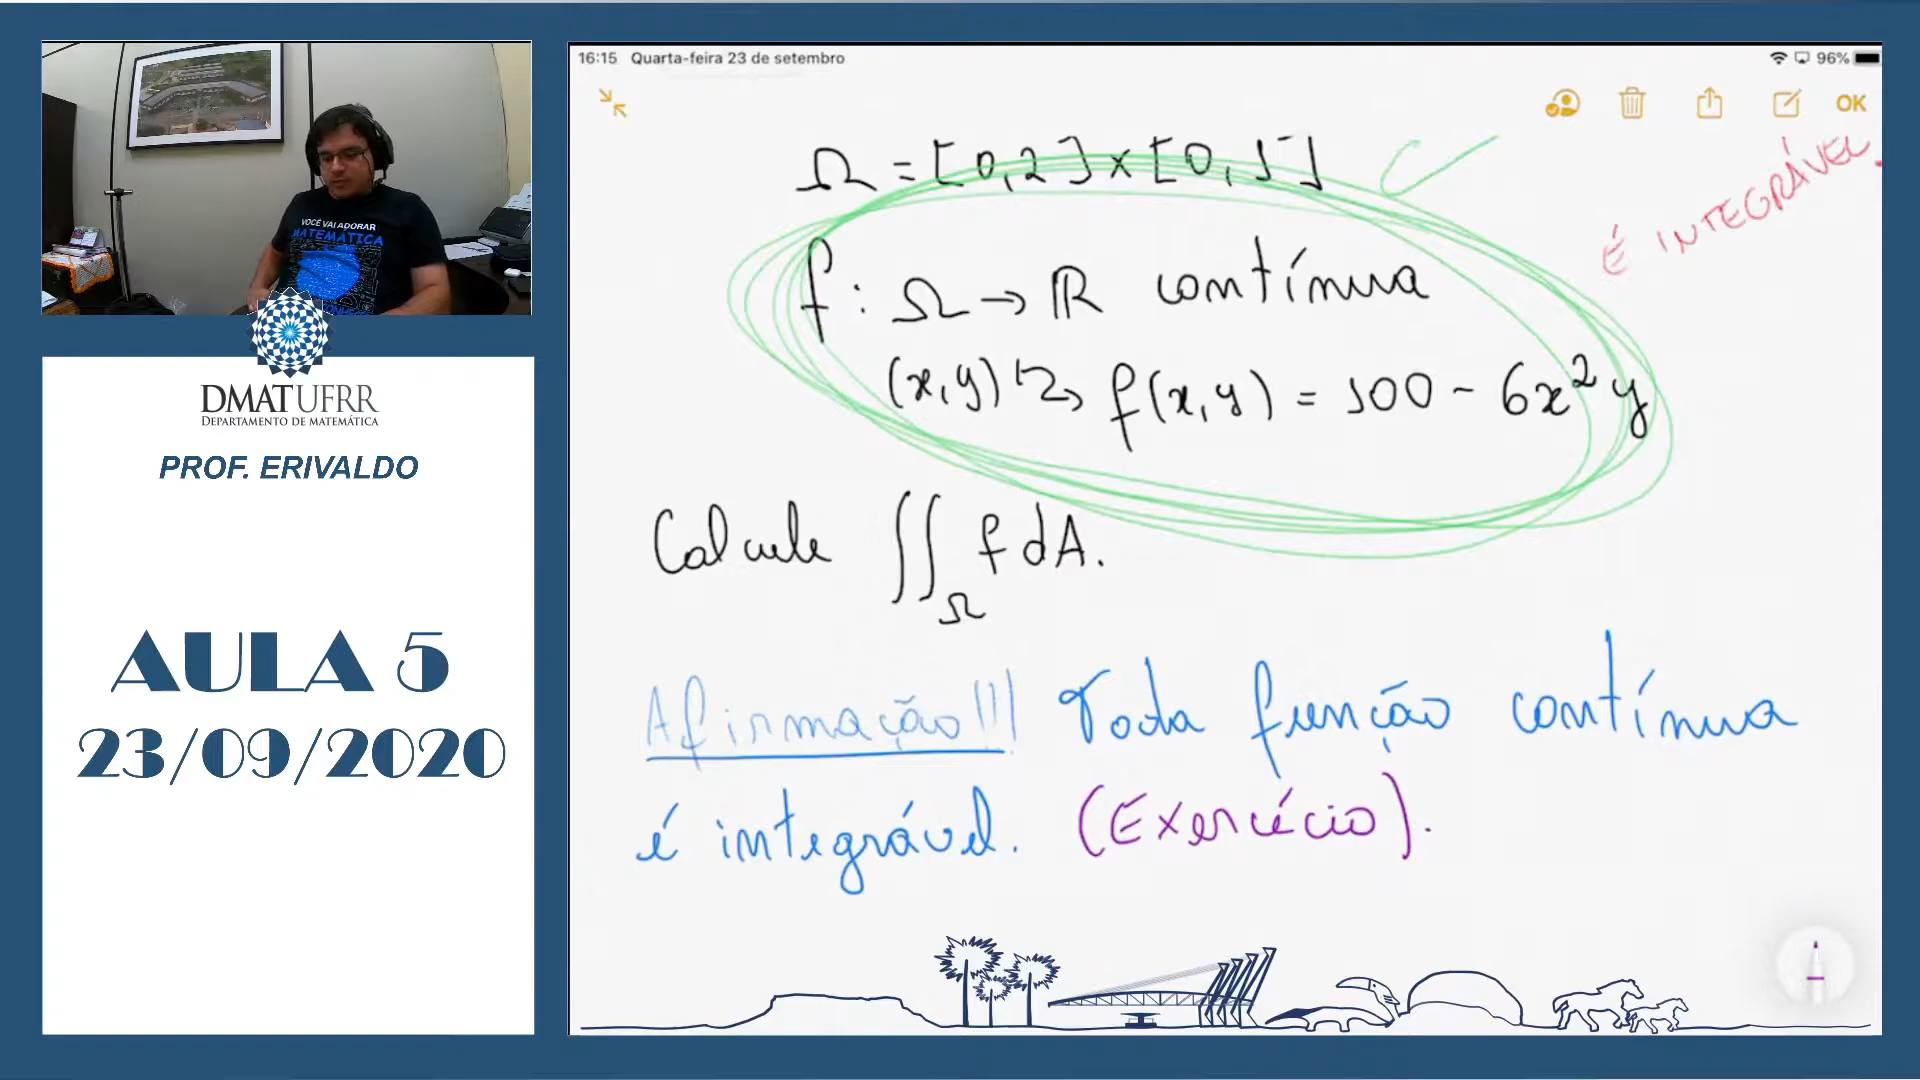 16:15 Quarta-feira 23 de setembro
96%
OK
VOCÊ VAI ADORAR
MATEMÁTICA
DMATUFRR
DEPARTAMENTO DE MATEMÁTICA
PROF. ERIVALDO
AULA 5
23/09/2020
Ω = [0,2] × [0,1]
É INTEGRÁVEL.
f : Ω → ℝ contínua
(x,y) ↦ f(x,y) = 100 - 6x²y
Calcule ∬_Ω f dA.
Afirmação!!! Toda função contínua
é integrável. (Exercício).